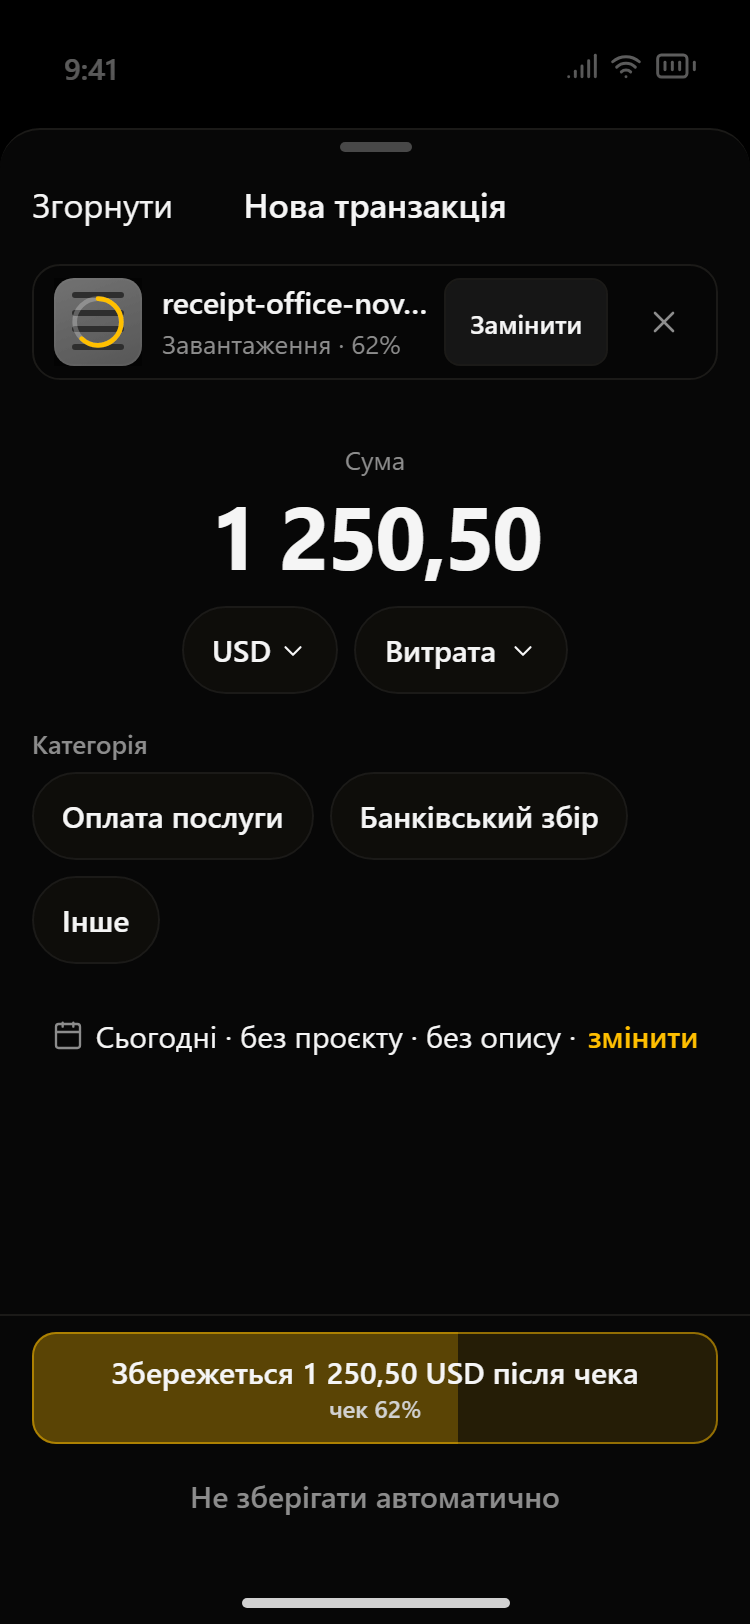 9:41
Згорнути
Нова транзакція
receipt-office-nov...
Завантаження · 62%
Замінити
Сума
1 250,50
USD
Витрата
Категорія
Оплата послуги
Банківський збір
Інше
Сьогодні · без проєкту · без опису · змінити
Збережеться 1 250,50 USD після чека
чек 62%
Не зберігати автоматично